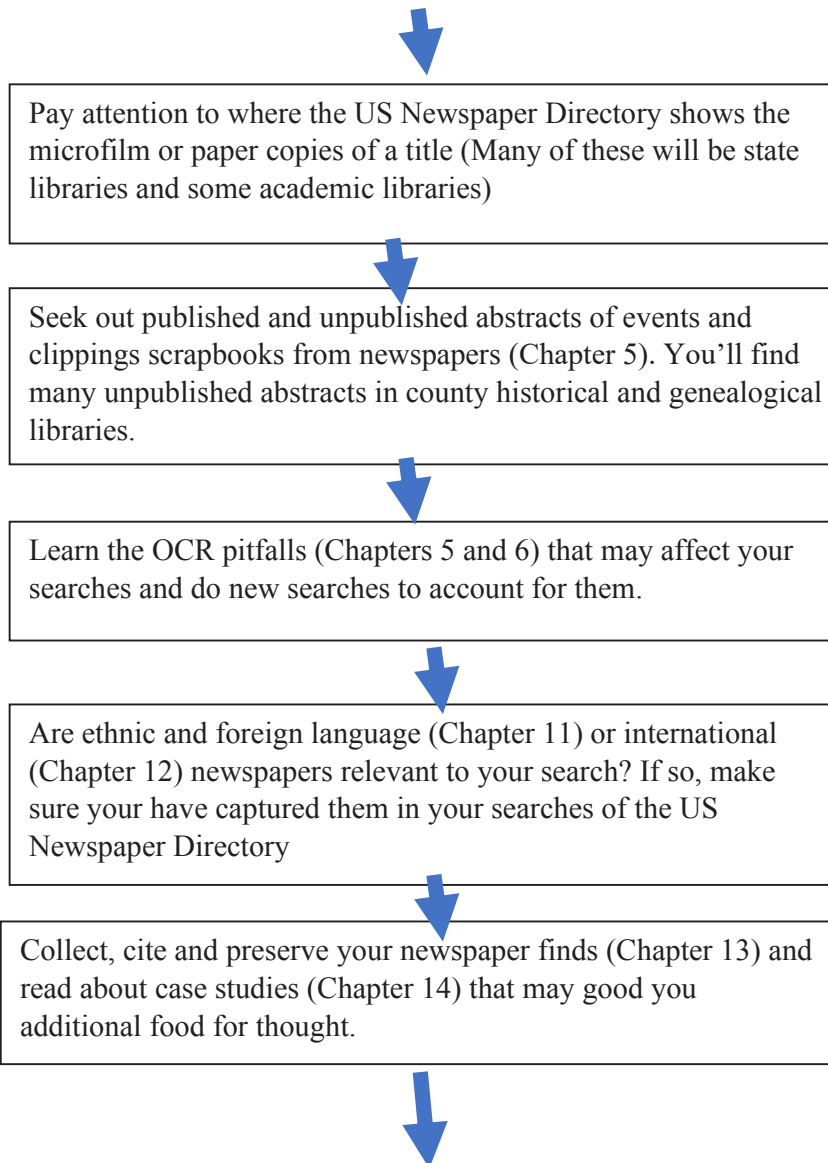 Pay attention to where the US Newspaper Directory shows the
microfilm or paper copies of a title (Many of these will be state
libraries and some academic libraries)
Seek out published and unpublished abstracts of events and
clippings scrapbooks from newspapers (Chapter 5). You’ll find
many unpublished abstracts in county historical and genealogical
libraries.
Learn the OCR pitfalls (Chapters 5 and 6) that may affect your
searches and do new searches to account for them.
Are ethnic and foreign language (Chapter 11) or international
(Chapter 12) newspapers relevant to your search? If so, make
sure your have captured them in your searches of the US
Newspaper Directory
Collect, cite and preserve your newspaper finds (Chapter 13) and
read about case studies (Chapter 14) that may good you
additional food for thought.